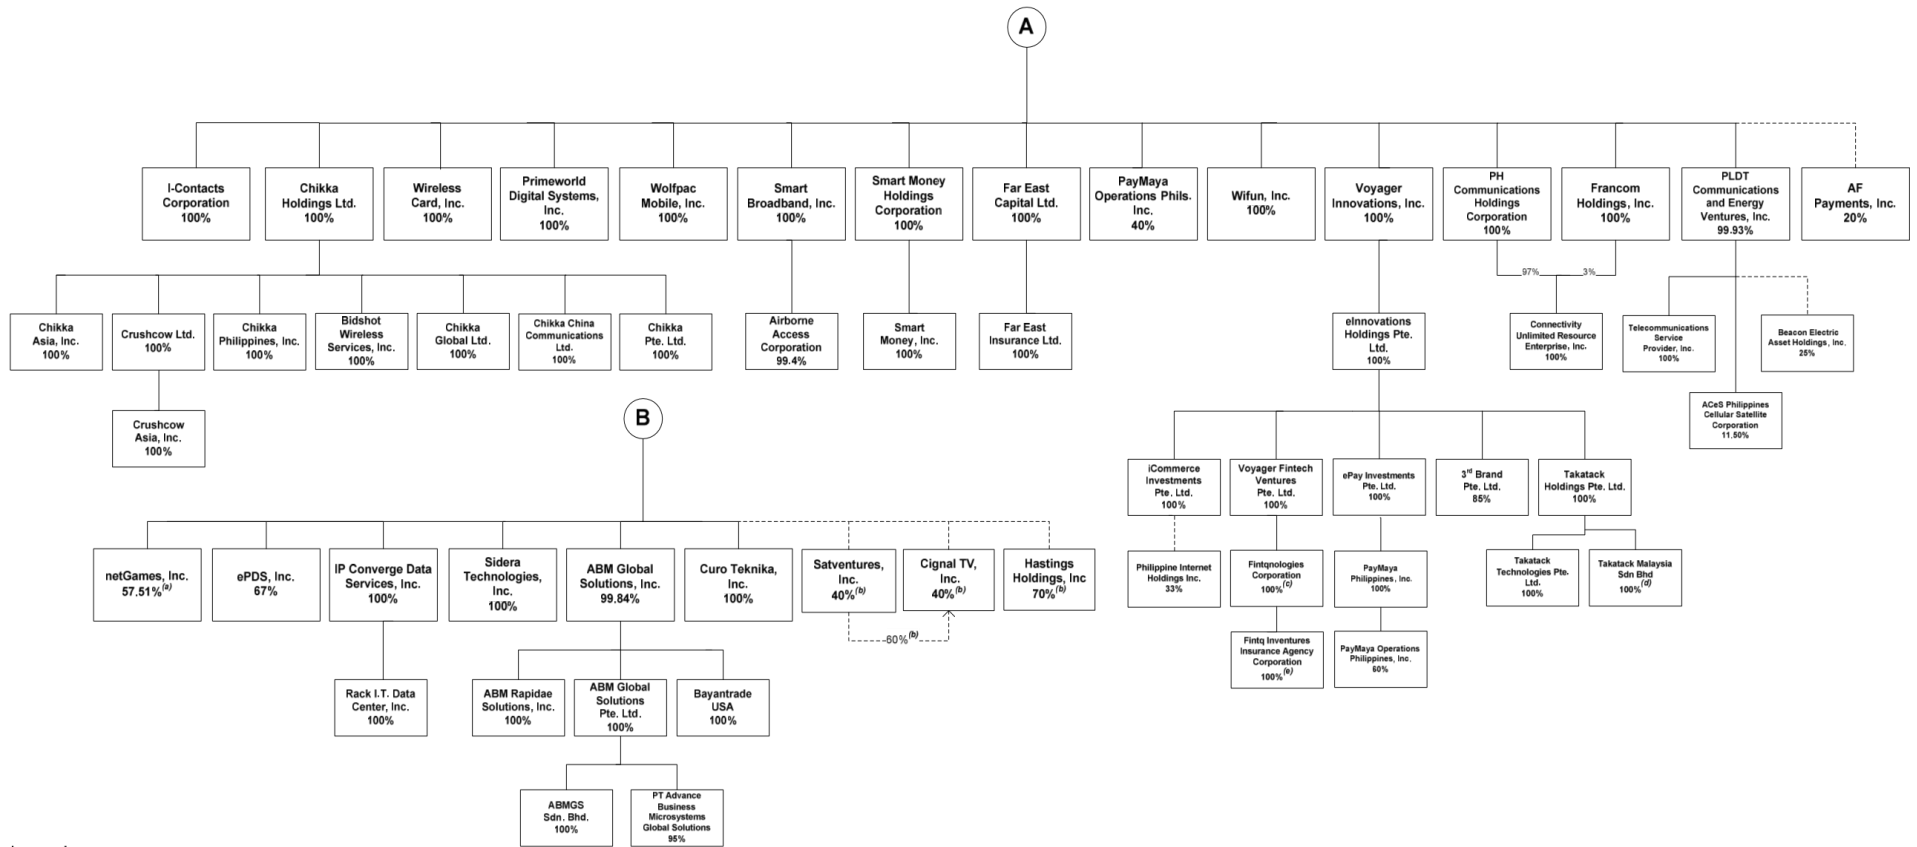 A
I-Contacts
Corporation
100%
Chikka
Holdings Ltd.
100%
Wireless
Card, Inc.
100%
Primeworld
Digital Systems,
Inc.
100%
Wolfpac
Mobile, Inc.
100%
Smart
Broadband, Inc.
100%
Smart Money
Holdings
Corporation
100%
Far East
Capital Ltd.
100%
PayMaya
Operations Phils.
Inc.
40%
Wifun, Inc.
100%
Voyager
Innovations, Inc.
100%
PH
Communications
Holdings
Corporation
100%
Francom
Holdings, Inc.
100%
PLDT
Communications
and Energy
Ventures, Inc.
99.93%
AF
Payments, Inc.
20%
97%
3%
Chikka
Asia, Inc.
100%
Crushcow Ltd.
100%
Chikka
Philippines, Inc.
100%
Bidshot
Wireless
Services, Inc.
100%
Chikka
Global Ltd.
100%
Chikka China
Communications
Ltd.
100%
Chikka
Pte. Ltd.
100%
Airborne
Access
Corporation
99.4%
Smart
Money, Inc.
100%
Far East
Insurance Ltd.
100%
eInnovations
Holdings Pte.
Ltd.
100%
Connectivity
Unlimited Resource
Enterprise, Inc.
100%
Telecommunications
Service
Provider, Inc.
100%
Beacon Electric
Asset Holdings, Inc.
25%
Crushcow
Asia, Inc.
100%
ACeS Philippines
Cellular Satellite
Corporation
11.50%
B
iCommerce
Investments
Pte. Ltd.
100%
Voyager Fintech
Ventures
Pte. Ltd.
100%
ePay Investments
Pte. Ltd.
100%
3rd Brand
Pte. Ltd.
85%
Takatack
Holdings Pte. Ltd.
100%
netGames, Inc.
57.51%(a)
ePDS, Inc.
67%
IP Converge Data
Services, Inc.
100%
Sidera
Technologies,
Inc.
100%
ABM Global
Solutions, Inc.
99.84%
Curo Teknika,
Inc.
100%
Satventures,
Inc.
40%(b)
Cignal TV,
Inc.
40%(b)
Hastings
Holdings, Inc
70%(b)
60%(b)
Philippine Internet
Holdings Inc.
33%
Fintqnologies
Corporation
100%(c)
PayMaya
Philippines, Inc.
100%
Takatack
Technologies Pte.
Ltd.
100%
Takatack Malaysia
Sdn Bhd
100%(d)
Fintq Inventures
Insurance Agency
Corporation
100%(e)
PayMaya Operations
Philippines, Inc.
60%
Rack I.T. Data
Center, Inc.
100%
ABM Rapidae
Solutions, Inc.
100%
ABM Global
Solutions
Pte. Ltd.
100%
Bayantrade
USA
100%
ABMGS
Sdn. Bhd.
100%
PT Advance
Business
Microsystems
Global Solutions
95%